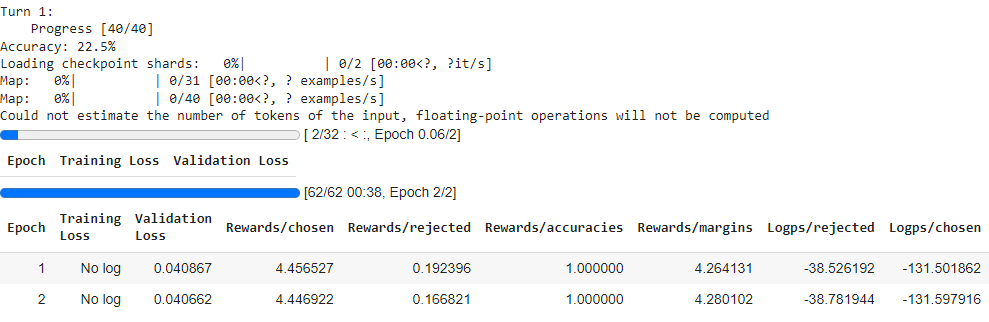 Turn 1:
Progress [40/40]
Accuracy: 22.5%
Loading checkpoint shards:   0%|          | 0/2 [00:00<?, ?it/s]
Map:   0%|          | 0/31 [00:00<?, ? examples/s]
Map:   0%|          | 0/40 [00:00<?, ? examples/s]
Could not estimate the number of tokens of the input, floating-point operations will not be computed
[ 2/32 : < :, Epoch 0.06/2]
Epoch Training Loss Validation Loss
[62/62 00:38, Epoch 2/2]
Epoch Training Loss Validation Loss Rewards/chosen Rewards/rejected Rewards/accuracies Rewards/margins Logps/rejected Logps/chosen
1 No log 0.040867 4.456527 0.192396 1.000000 4.264131 -38.526192 -131.501862
2 No log 0.040662 4.446922 0.166821 1.000000 4.280102 -38.781944 -131.597916